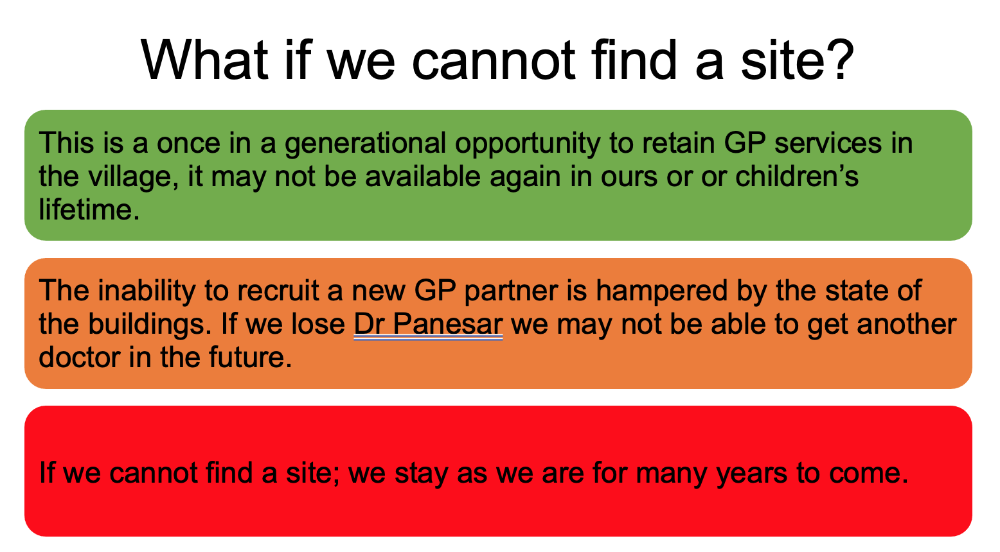 What if we cannot find a site?
This is a once in a generational opportunity to retain GP services in
the village, it may not be available again in ours or or children’s
lifetime.
The inability to recruit a new GP partner is hampered by the state of
the buildings. If we lose Dr Panesar we may not be able to get another
doctor in the future.
If we cannot find a site; we stay as we are for many years to come.